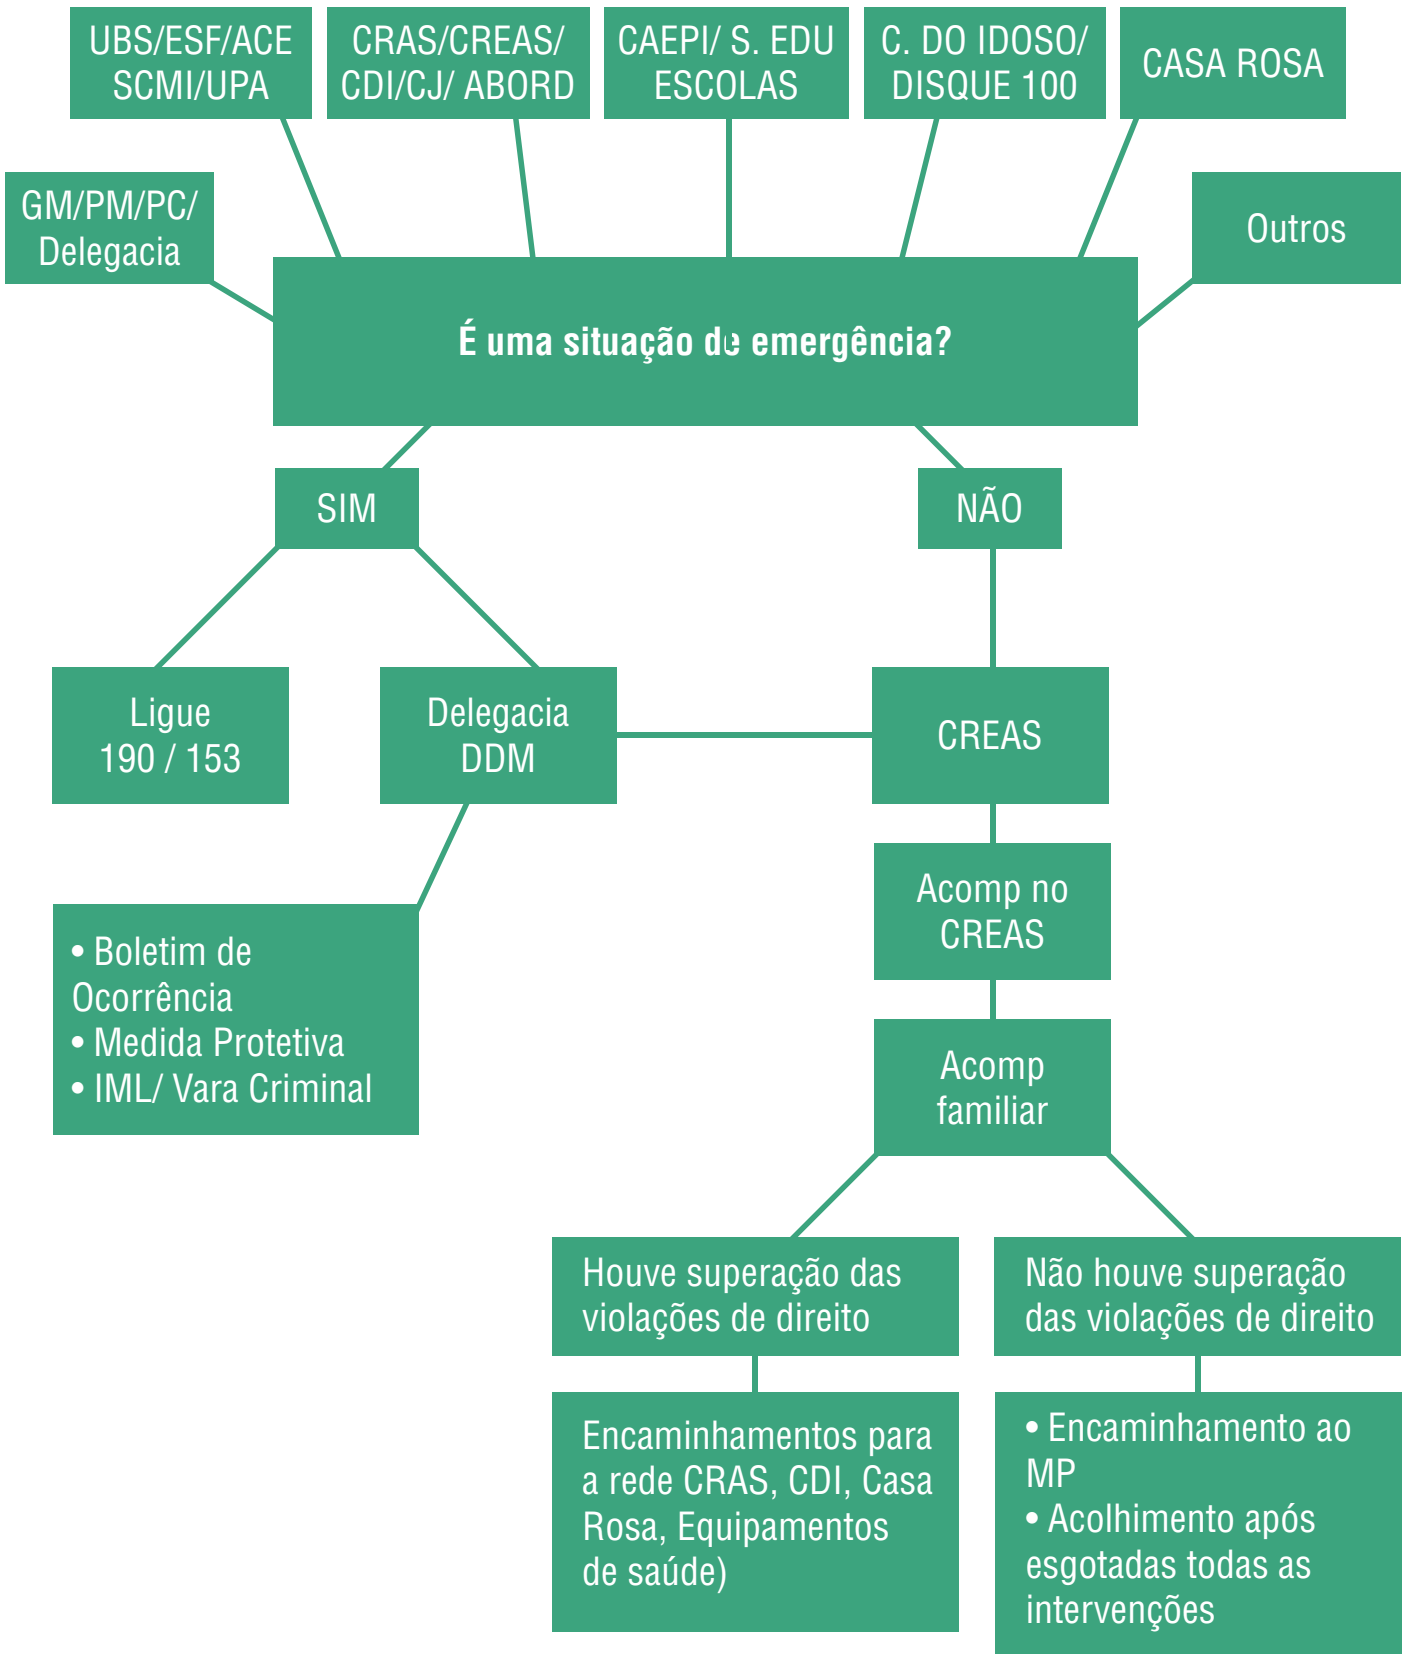 UBS/ESF/ACE
SCMI/UPA
CRAS/CREAS/
CDI/CJ/ ABORD
CAEPI/ S. EDU
ESCOLAS
C. DO IDOSO/
DISQUE 100
CASA ROSA
GM/PM/PC/
Delegacia
Outros
É uma situação de emergência?
SIM
NÃO
Ligue
190 / 153
Delegacia
DDM
CREAS
Acomp no
CREAS
• Boletim de
Ocorrência
• Medida Protetiva
• IML/ Vara Criminal
Acomp
familiar
Houve superação das
violações de direito
Não houve superação
das violações de direito
Encaminhamentos para
a rede CRAS, CDI, Casa
Rosa, Equipamentos
de saúde)
• Encaminhamento ao
MP
• Acolhimento após
esgotadas todas as
intervenções